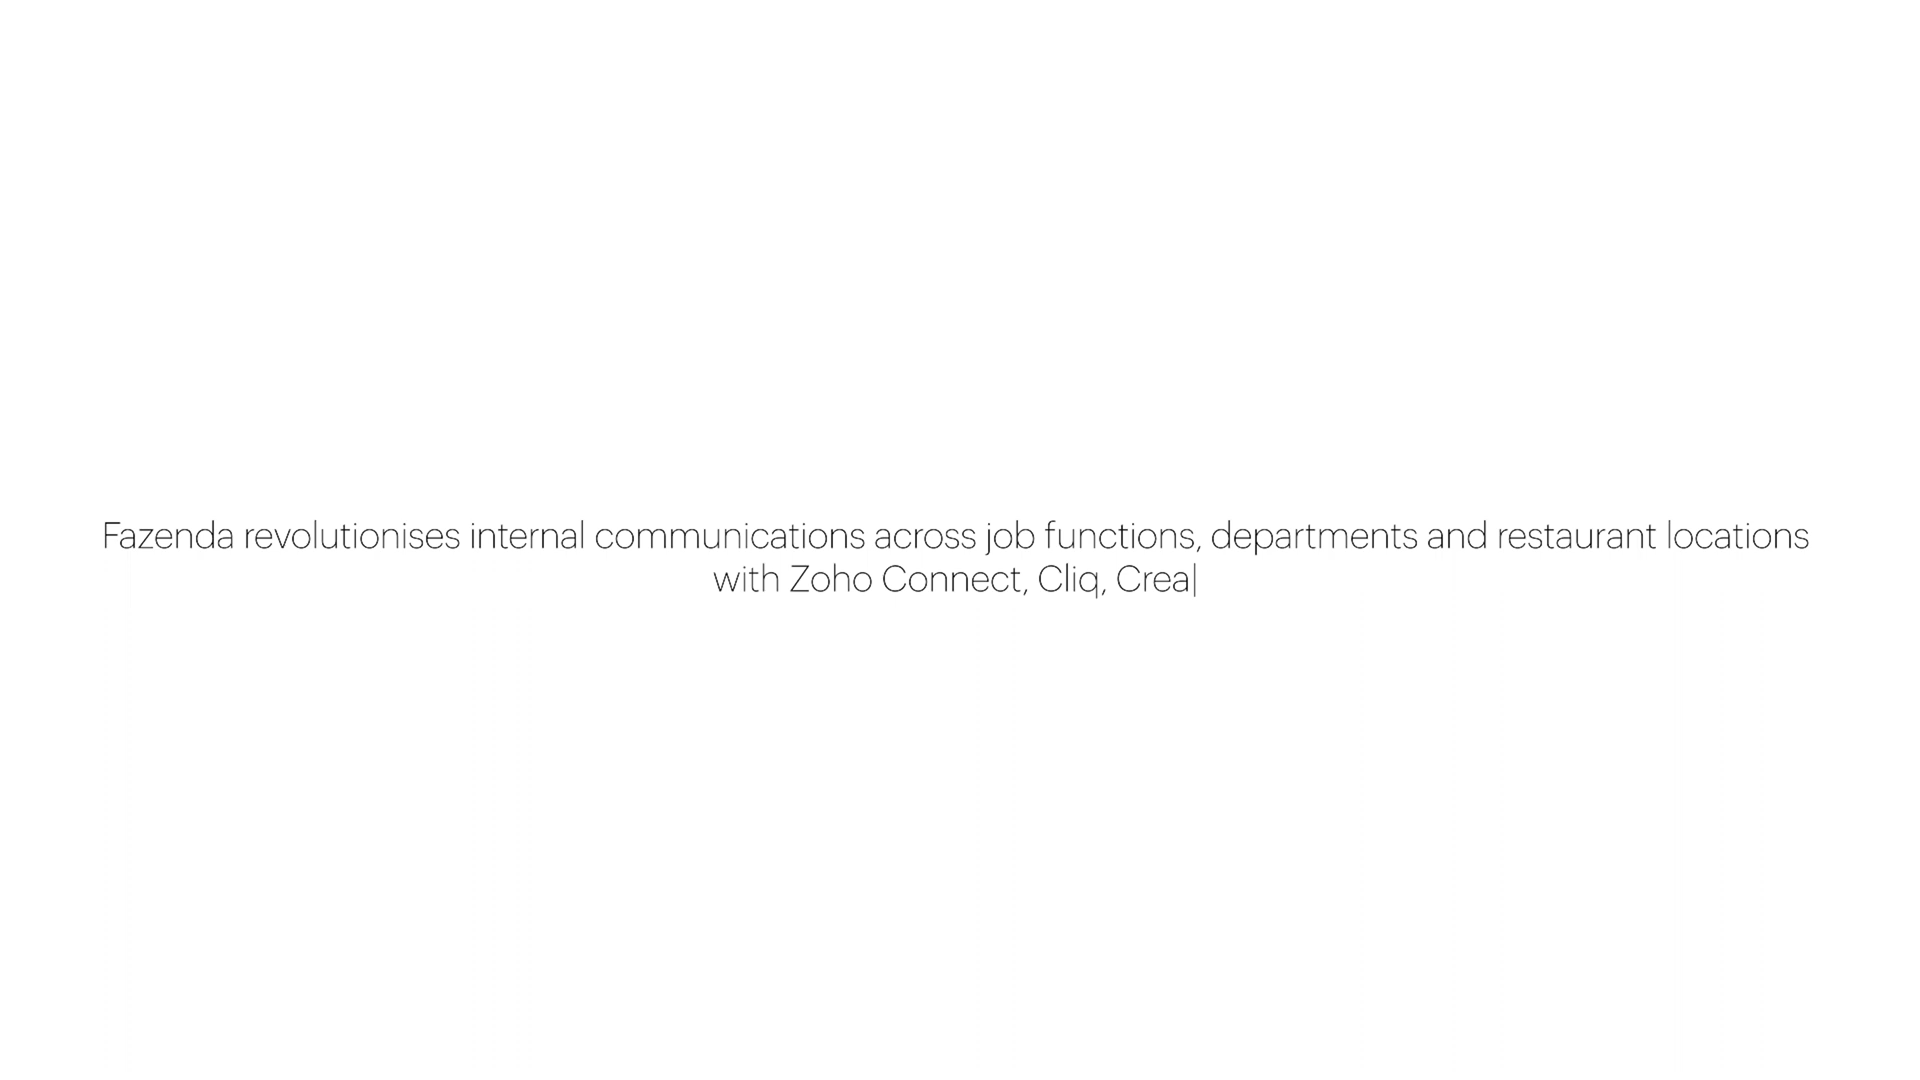 Fazenda revolutionises internal communications across job functions, departments and restaurant locations
with Zoho Connect, Cliq, Crea|